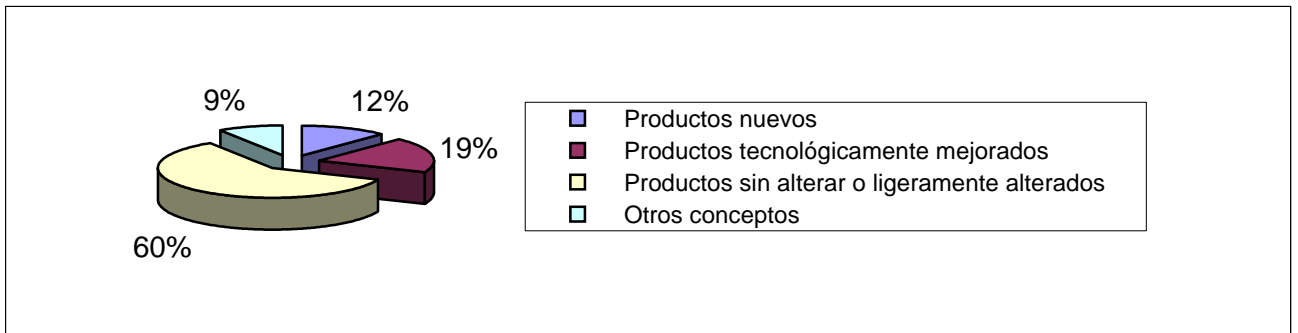 9%
12%
19%
60%
Productos nuevos
Productos tecnológicamente mejorados
Productos sin alterar o ligeramente alterados
Otros conceptos